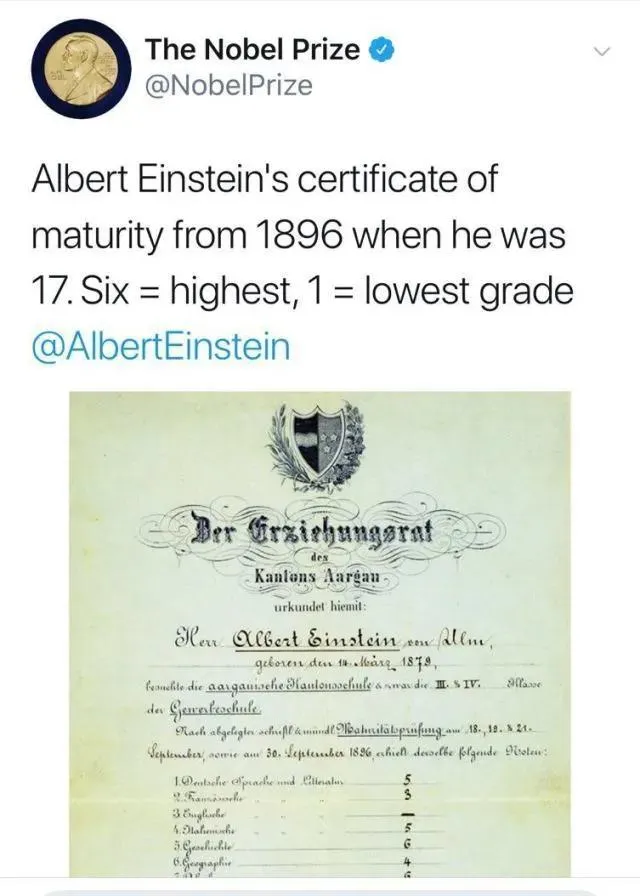 The Nobel Prize
@NobelPrize
Albert Einstein's certificate of
maturity from 1896 when he was
17. Six = highest, 1 = lowest grade
@AlbertEinstein
Der Erziehungsrat
des
Kantons Aargau
urkundet hiemit:
Herr Albert Einstein von Ulm,
geboren den 14. März 1879,
besuchte die aargauische Kantonsschule & zwar die III. & IV. Klasse
der Gewerbeschule.
Nach abgelegter schriftl. & mündl. Maturitätsprüfung am 18., 19. & 21.
September, sowie am 30. September 1896, erhielt derselbe folgende Noten:
1. Deutsche Sprache und Litteratur 5
2. Französische " " " 3
3. Englische " " " —
4. Italienische " " " 5
5. Geschichte 6
6. Geographie 4